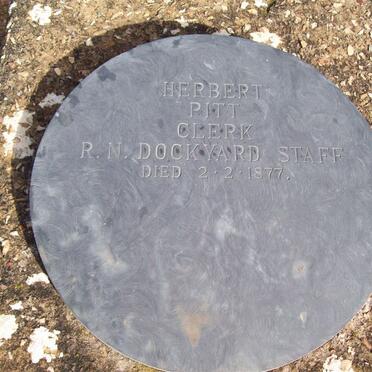 HERBERT
PITT
CLERK
R.N. DOCKYARD STAFF
DIED 2·2·1877.